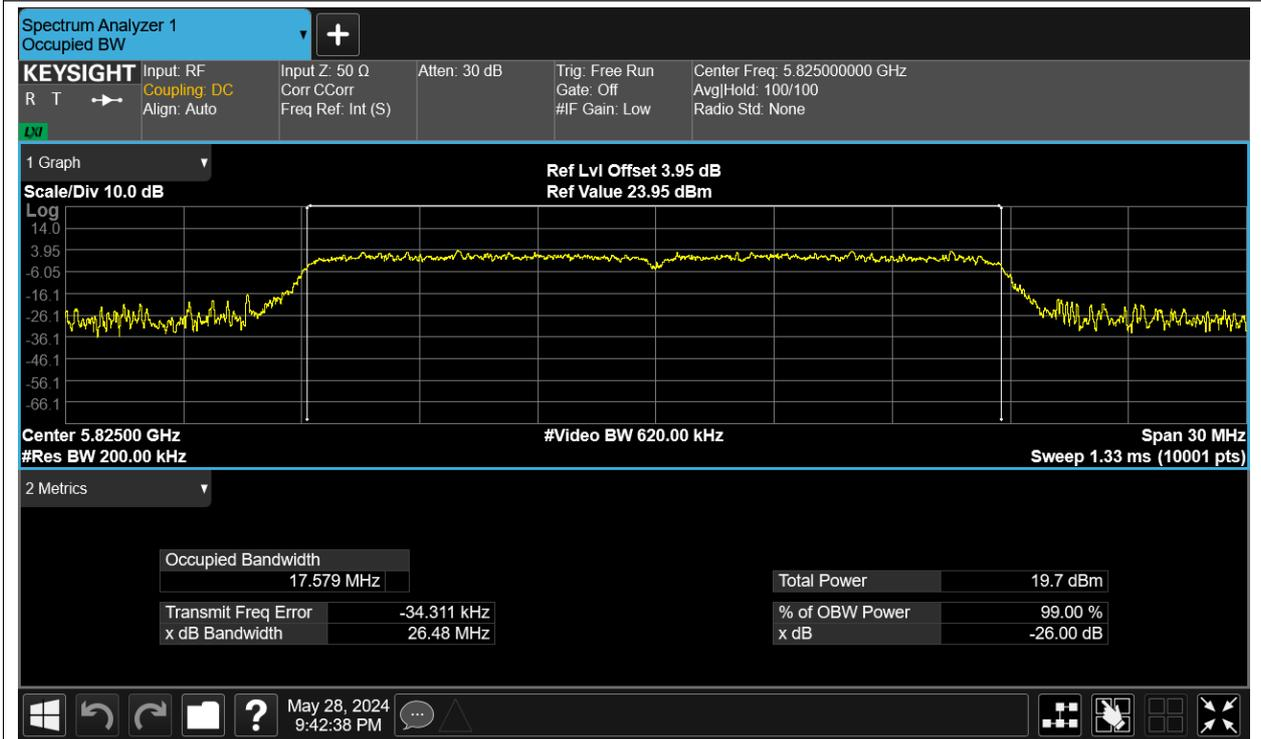 Spectrum Analyzer 1
Occupied BW
KEYSIGHT
R T
LXI
Input: RF
Coupling: DC
Align: Auto
Input Z: 50 Ω
Corr CCorr
Freq Ref: Int (S)
Atten: 30 dB
Trig: Free Run
Gate: Off
#IF Gain: Low
Center Freq: 5.825000000 GHz
Avg|Hold: 100/100
Radio Std: None
1 Graph
Scale/Div 10.0 dB
Ref Lvl Offset 3.95 dB
Ref Value 23.95 dBm
Log
14.0
3.95
-6.05
-16.1
-26.1
-36.1
-46.1
-56.1
-66.1
Center 5.82500 GHz
#Res BW 200.00 kHz
#Video BW 620.00 kHz
Span 30 MHz
Sweep 1.33 ms (10001 pts)
2 Metrics
Occupied Bandwidth
17.579 MHz
Transmit Freq Error -34.311 kHz
x dB Bandwidth 26.48 MHz
Total Power 19.7 dBm
% of OBW Power 99.00 %
x dB -26.00 dB
?
May 28, 2024
9:42:38 PM